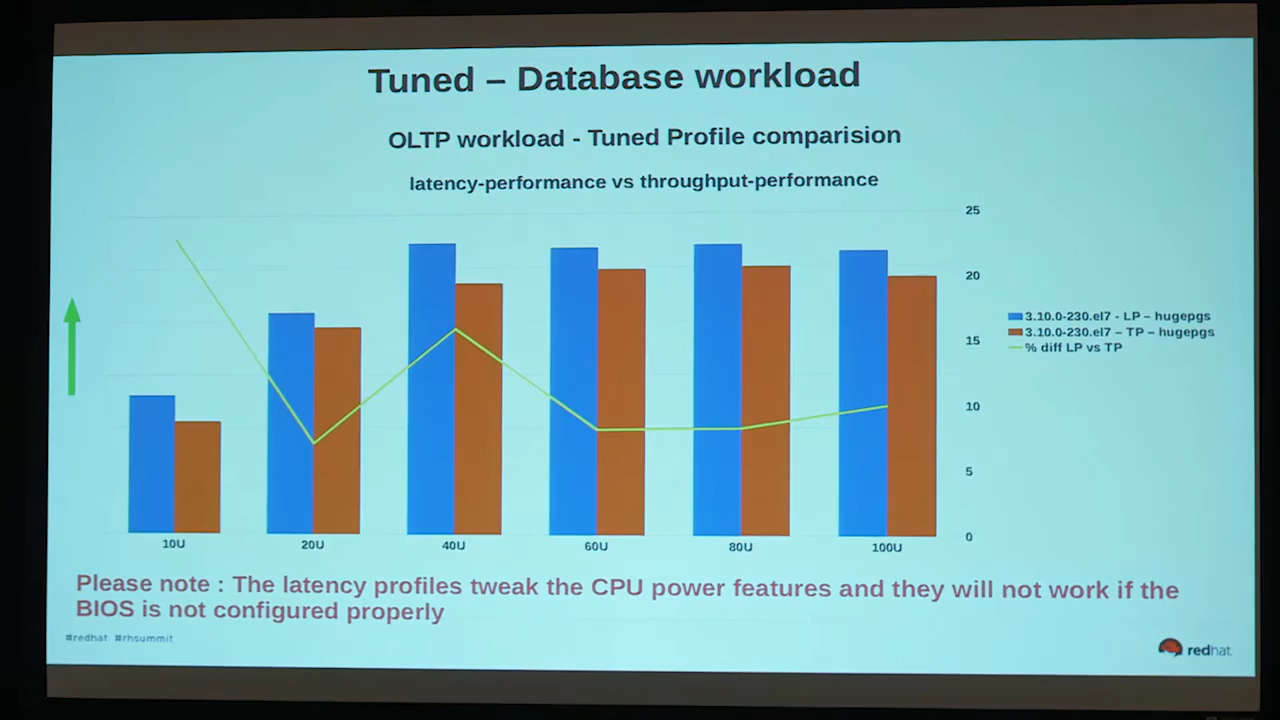 Tuned – Database workload
OLTP workload - Tuned Profile comparision
latency-performance vs throughput-performance
25
20
15
10
5
0
3.10.0-230.el7 - LP – hugepgs
3.10.0-230.el7 – TP – hugepgs
% diff LP vs TP
10U 20U 40U 60U 80U 100U
Please note : The latency profiles tweak the CPU power features and they will not work if the
BIOS is not configured properly
#redhat #rhsummit
redhat.